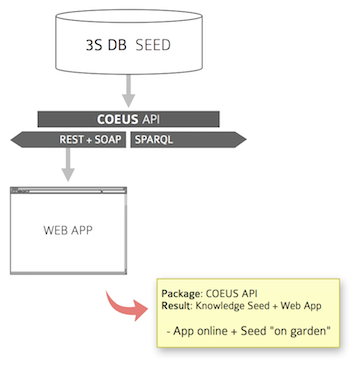 3S DB SEED
COEUS API
REST + SOAP SPARQL
WEB APP
Package: COEUS API
Result: Knowledge Seed + Web App
- App online + Seed "on garden"